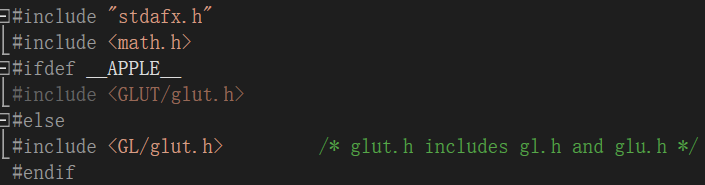 #include "stdafx.h"
#include <math.h>
#ifdef __APPLE__
#include <GLUT/glut.h>
#else
#include <GL/glut.h> /* glut.h includes gl.h and glu.h */
#endif